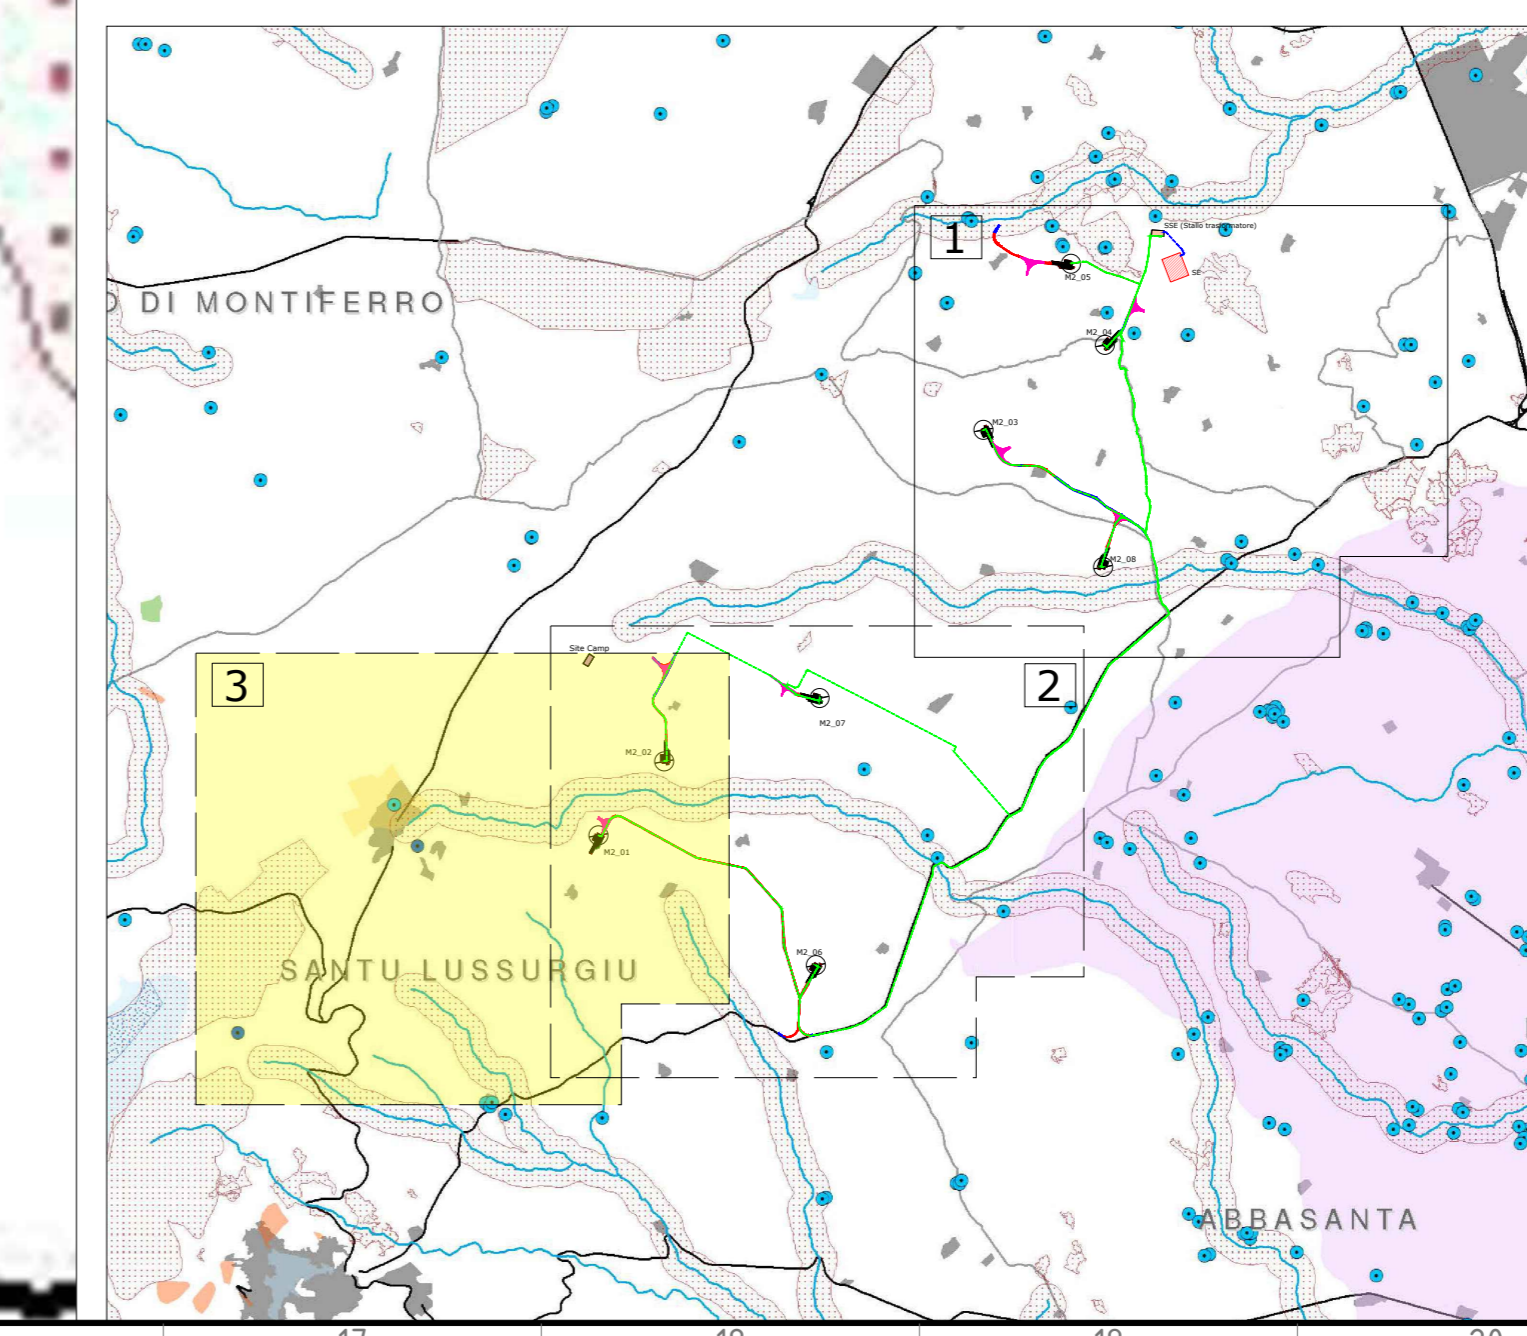 1
SSE (Stallo trasformatore)
SE
M2_05
O DI MONTIFERRO
M2_04
M2_03
M2_08
Site Camp
3
2
M2_07
M2_02
M2_01
M2_06
SANTU LUSSURGIU
ABBASANTA